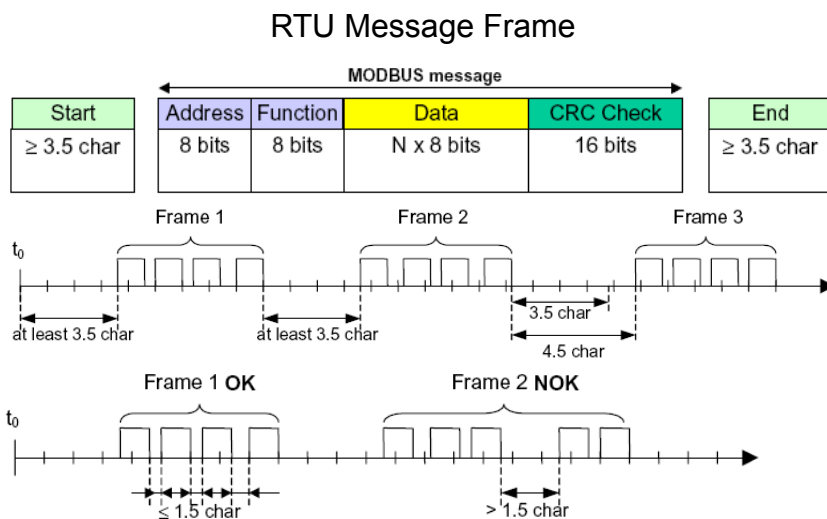 RTU Message Frame
MODBUS message
Start Address Function Data CRC Check End
≥ 3.5 char 8 bits 8 bits N x 8 bits 16 bits ≥ 3.5 char
Frame 1 Frame 2 Frame 3
t0
at least 3.5 char at least 3.5 char 3.5 char
4.5 char
Frame 1 OK Frame 2 NOK
t0
≤ 1.5 char > 1.5 char